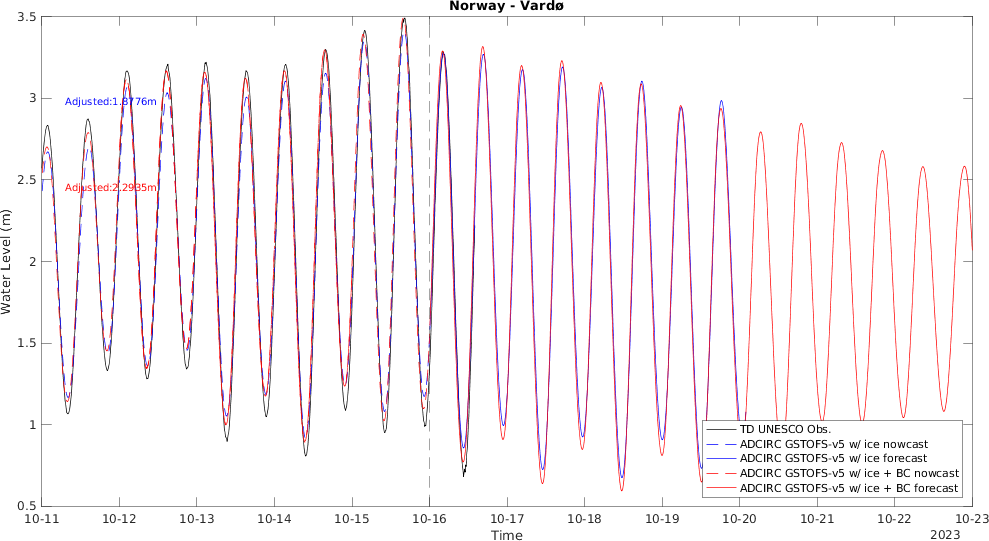 Norway - Vardø
3.5
3
2.5
2
1.5
1
0.5
Water Level (m)
Adjusted:1.8776m
Adjusted:2.2935m
TD UNESCO Obs.
ADCIRC GSTOFS-v5 w/ ice nowcast
ADCIRC GSTOFS-v5 w/ ice forecast
ADCIRC GSTOFS-v5 w/ ice + BC nowcast
ADCIRC GSTOFS-v5 w/ ice + BC forecast
10-11 10-12 10-13 10-14 10-15 10-16 10-17 10-18 10-19 10-20 10-21 10-22 10-23
Time
2023